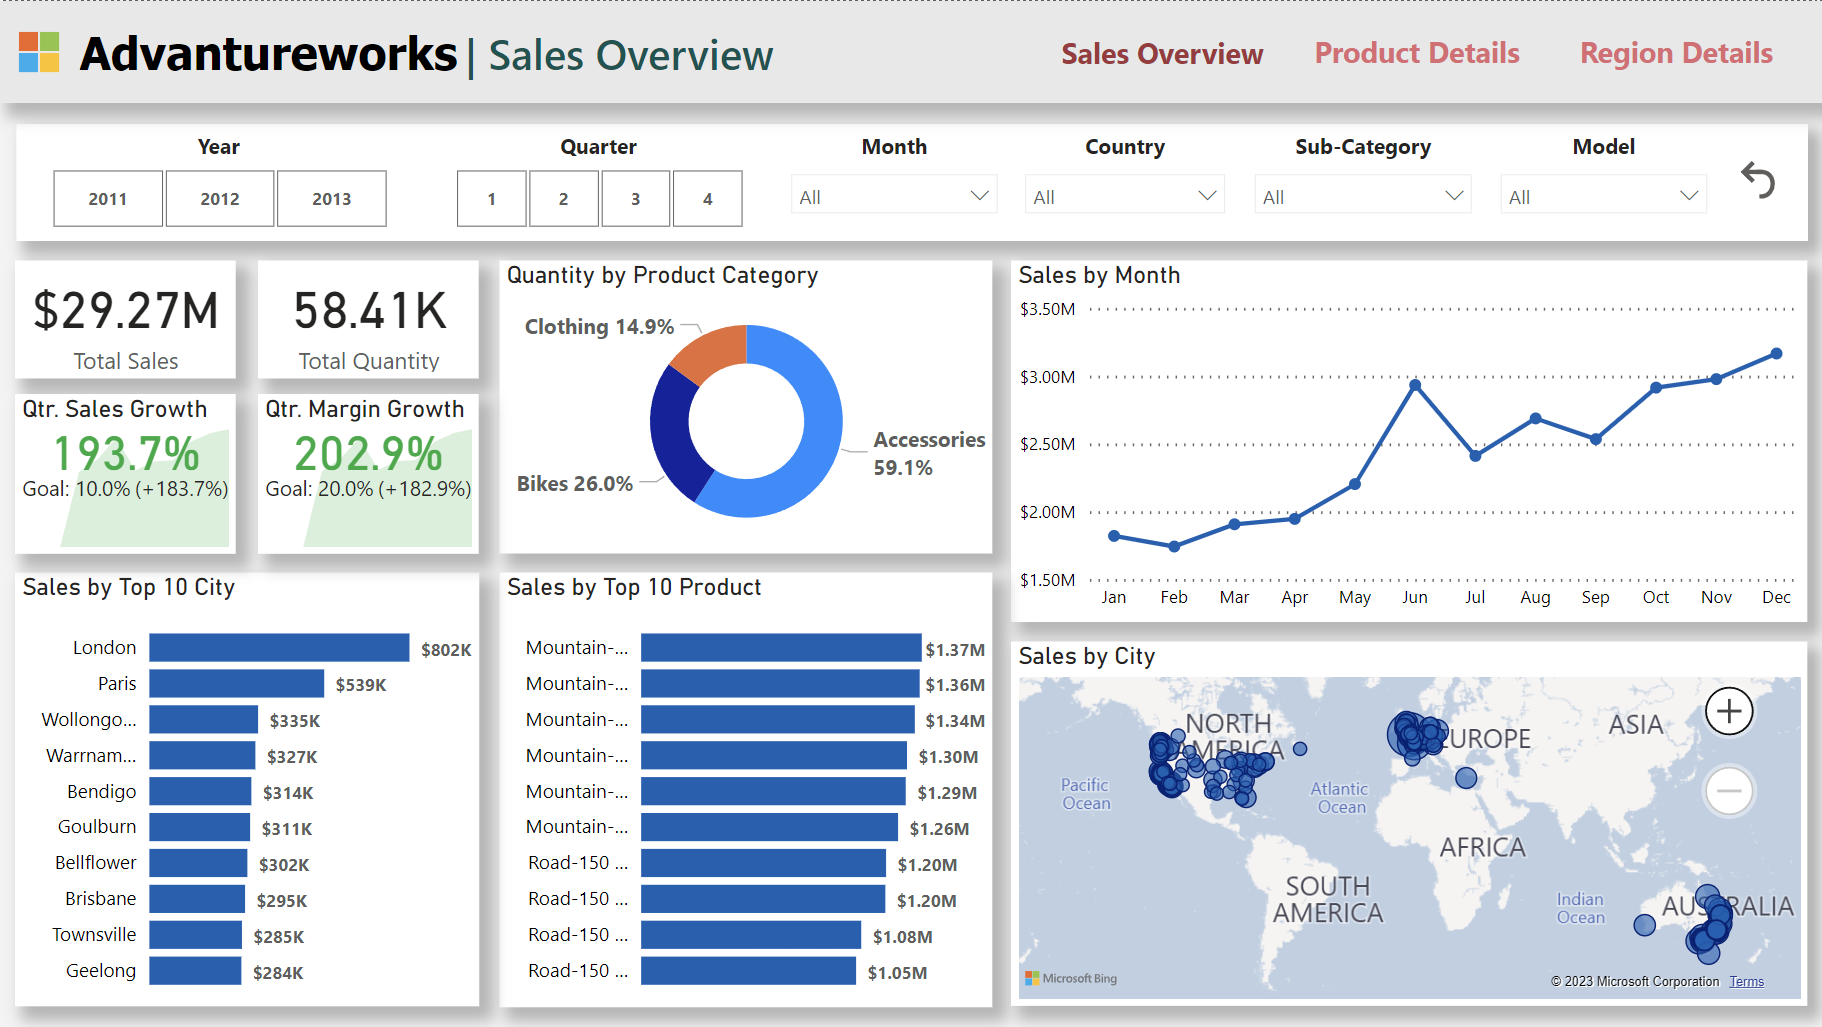 Advantureworks | Sales Overview
Sales Overview
Product Details
Region Details
Year
Quarter
Month
Country
Sub-Category
Model
2011
2012
2013
1
2
3
4
All
All
All
All
$29.27M
Total Sales
58.41K
Total Quantity
Qtr. Sales Growth
193.7%
Goal: 10.0% (+183.7%)
Qtr. Margin Growth
202.9%
Goal: 20.0% (+182.9%)
Quantity by Product Category
Clothing 14.9%
Accessories
59.1%
Bikes 26.0%
Sales by Month
$3.50M
$3.00M
$2.50M
$2.00M
$1.50M
Jan Feb Mar Apr May Jun Jul Aug Sep Oct Nov Dec
Sales by Top 10 City
London $802K
Paris $539K
Wollongo... $335K
Warrnam... $327K
Bendigo $314K
Goulburn $311K
Bellflower $302K
Brisbane $295K
Townsville $285K
Geelong $284K
Sales by Top 10 Product
Mountain-... $1.37M
Mountain-... $1.36M
Mountain-... $1.34M
Mountain-... $1.30M
Mountain-... $1.29M
Mountain-... $1.26M
Road-150 ... $1.20M
Road-150 ... $1.20M
Road-150 ... $1.08M
Road-150 ... $1.05M
Sales by City
NORTH
AMERICA
EUROPE
ASIA
Pacific
Ocean
Atlantic
Ocean
AFRICA
SOUTH
AMERICA
Indian
Ocean
AUSTRALIA
Microsoft Bing
© 2023 Microsoft Corporation Terms